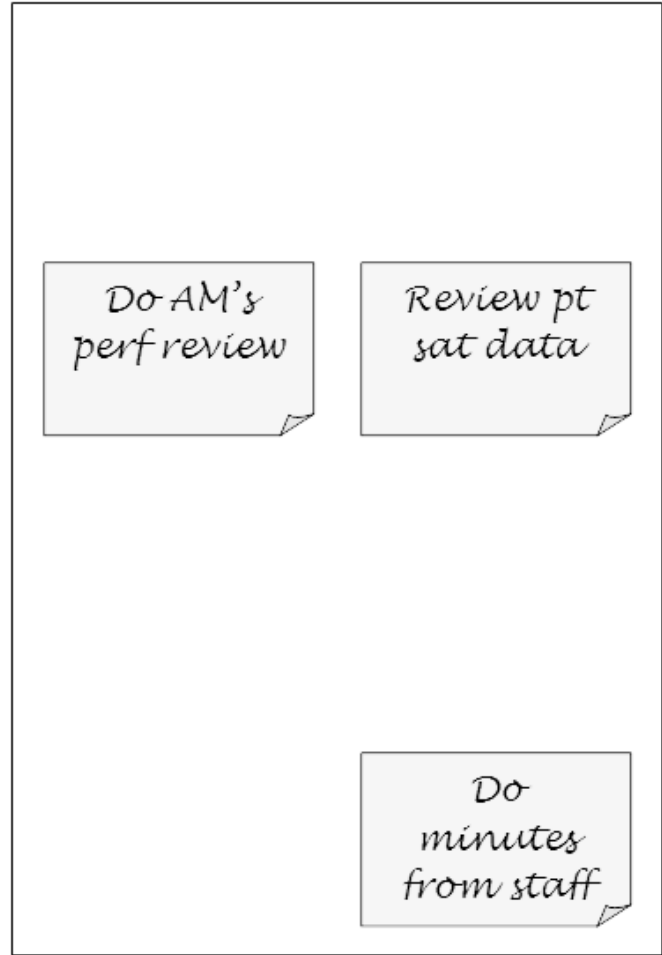 Do AM's
perf review
Review pt
sat data
Do
minutes
from staff